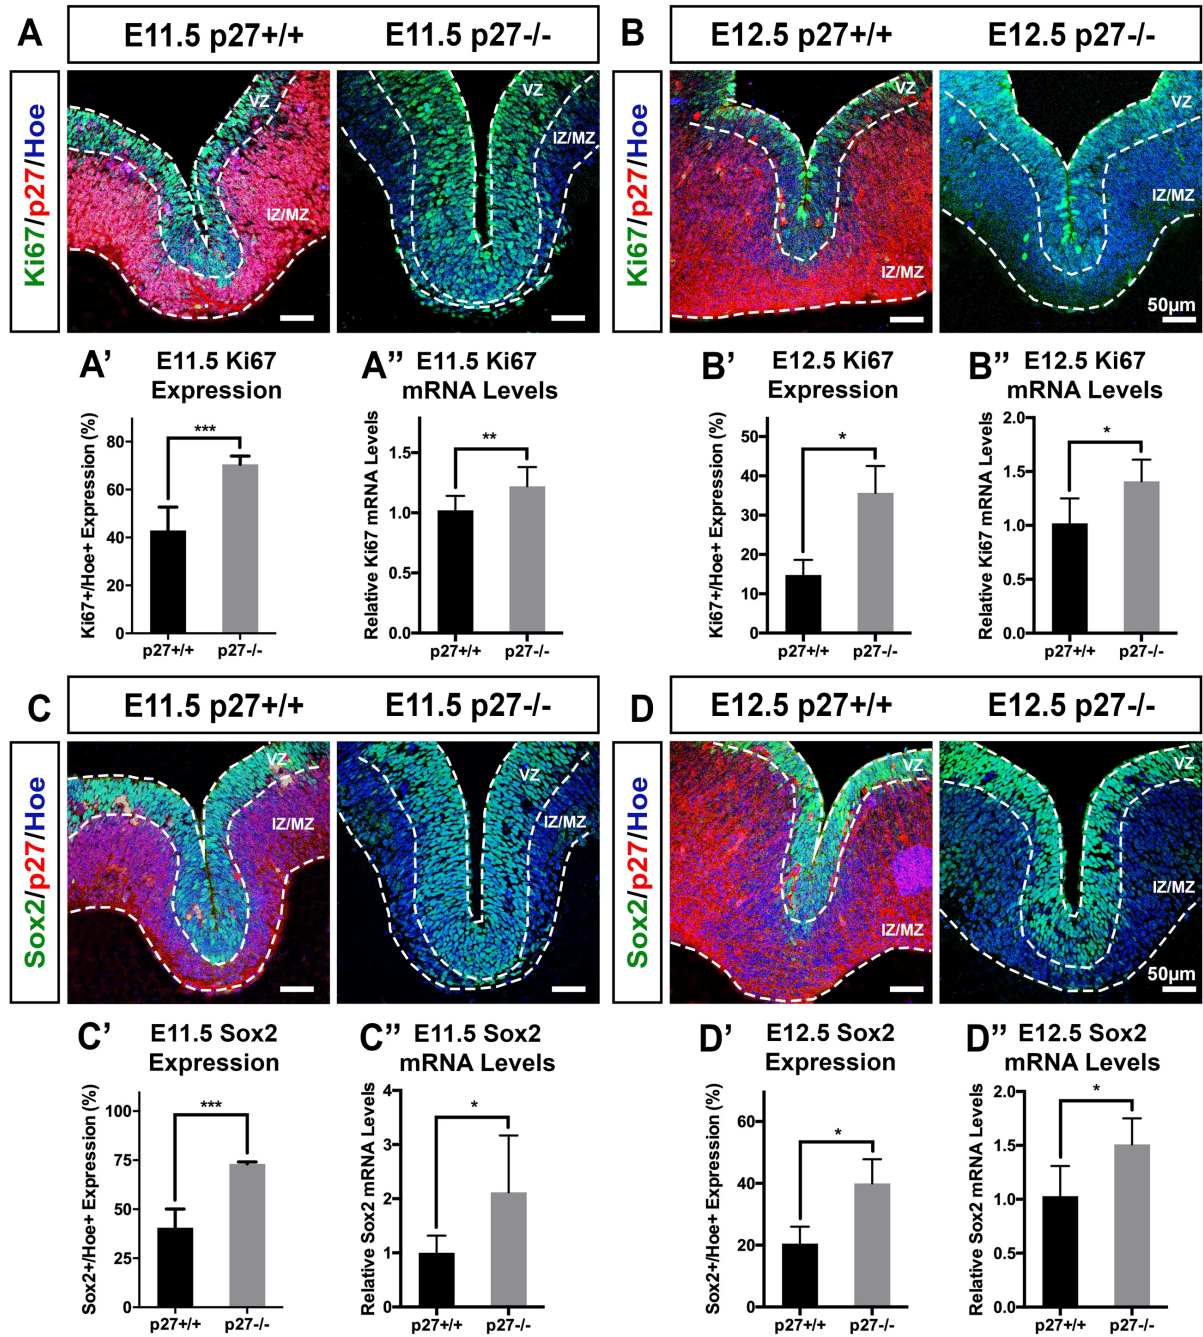 A
E11.5 p27+/+
E11.5 p27-/-
B
E12.5 p27+/+
E12.5 p27-/-
Ki67/p27/Hoe
VZ
IZ/MZ
VZ
IZ/MZ
Ki67/p27/Hoe
VZ
IZ/MZ
VZ
IZ/MZ
50μm
A'
E11.5 Ki67
Expression
Ki67+/Hoe+ Expression (%)
80
60
40
20
0
***
p27+/+
p27-/-
A''
E11.5 Ki67
mRNA Levels
Relative Ki67 mRNA Levels
1.5
1.0
0.5
0.0
**
p27+/+
p27-/-
B'
E12.5 Ki67
Expression
Ki67+/Hoe+ Expression (%)
50
40
30
20
10
0
*
p27+/+
p27-/-
B''
E12.5 Ki67
mRNA Levels
Relative Ki67 mRNA Levels
2.0
1.5
1.0
0.5
0.0
*
p27+/+
p27-/-
C
E11.5 p27+/+
E11.5 p27-/-
D
E12.5 p27+/+
E12.5 p27-/-
Sox2/p27/Hoe
VZ
IZ/MZ
VZ
IZ/MZ
Sox2/p27/Hoe
VZ
IZ/MZ
VZ
IZ/MZ
50μm
C'
E11.5 Sox2
Expression
Sox2+/Hoe+ Expression (%)
100
75
50
25
0
***
p27+/+
p27-/-
C''
E11.5 Sox2
mRNA Levels
Relative Sox2 mRNA Levels
4
3
2
1
0
*
p27+/+
p27-/-
D'
E12.5 Sox2
Expression
Sox2+/Hoe+ Expression (%)
60
40
20
0
*
p27+/+
p27-/-
D''
E12.5 Sox2
mRNA Levels
Relative Sox2 mRNA Levels
2.0
1.5
1.0
0.5
0.0
*
p27+/+
p27-/-